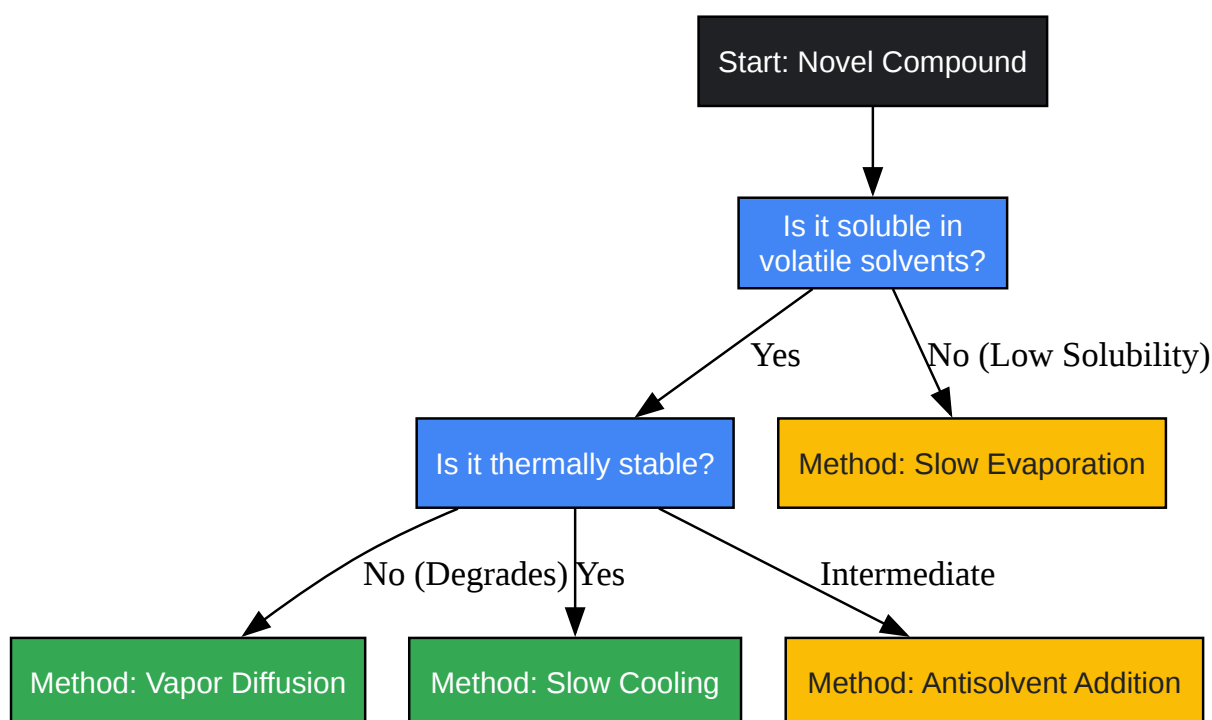 Start: Novel Compound
Is it soluble in
volatile solvents?
Yes
No (Low Solubility)
Is it thermally stable?
Method: Slow Evaporation
No (Degrades)
Yes
Intermediate
Method: Vapor Diffusion
Method: Slow Cooling
Method: Antisolvent Addition